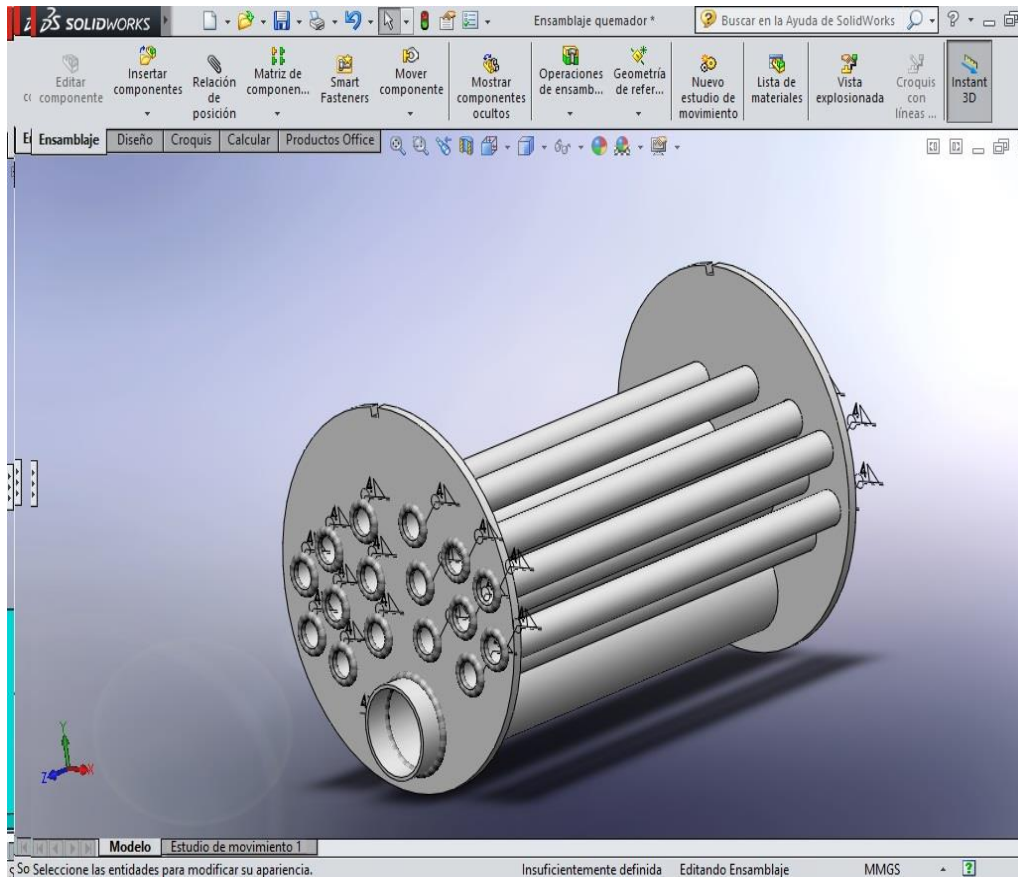 SOLIDWORKS
Ensamblaje quemador *
Buscar en la Ayuda de SolidWorks
Editar componente
Insertar componentes
Relación de posición
Matriz de componen...
Smart Fasteners
Mover componente
Mostrar componentes ocultos
Operaciones de ensamb...
Geometría de refer...
Nuevo estudio de movimiento
Lista de materiales
Vista explosionada
Croquis con líneas ...
Instant 3D
Ensamblaje
Diseño
Croquis
Calcular
Productos Office
Y
Z
X
Modelo
Estudio de movimiento 1
So Seleccione las entidades para modificar su apariencia.
Insuficientemente definida
Editando Ensamblaje
MMGS